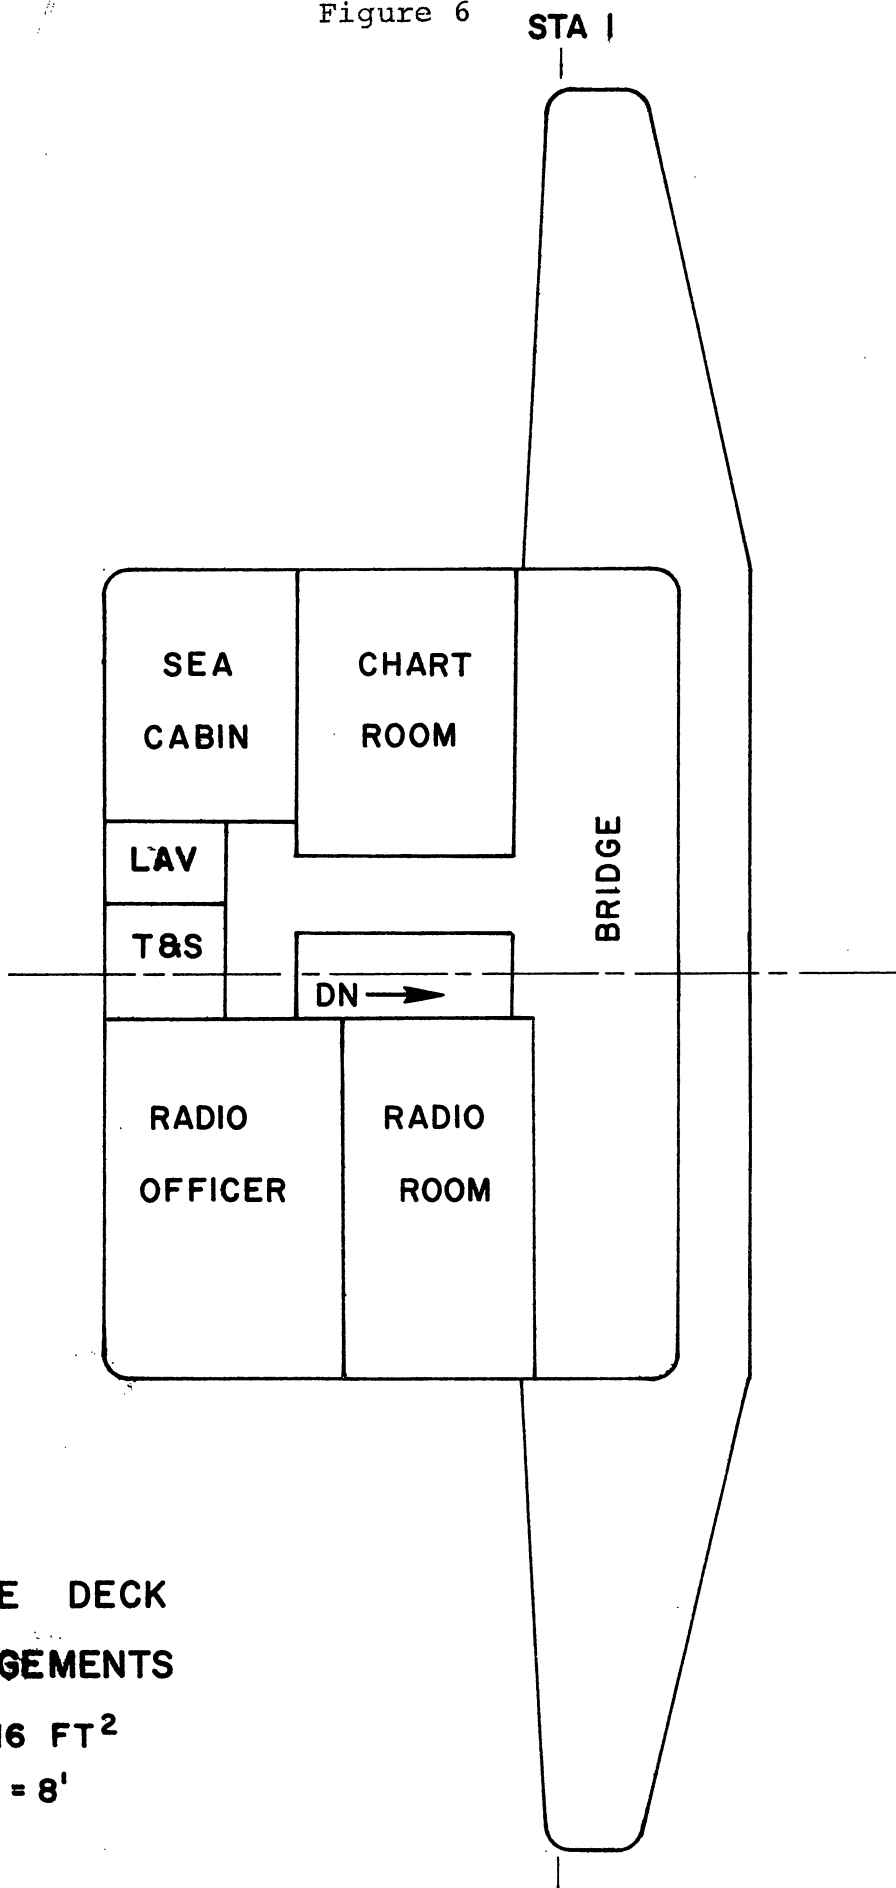 Figure 6
STA 1
SEA
CABIN
CHART
ROOM
LAV
T&S
BRIDGE
DN
RADIO
OFFICER
RADIO
ROOM
E DECK
GEMENTS
16 FT²
= 8'